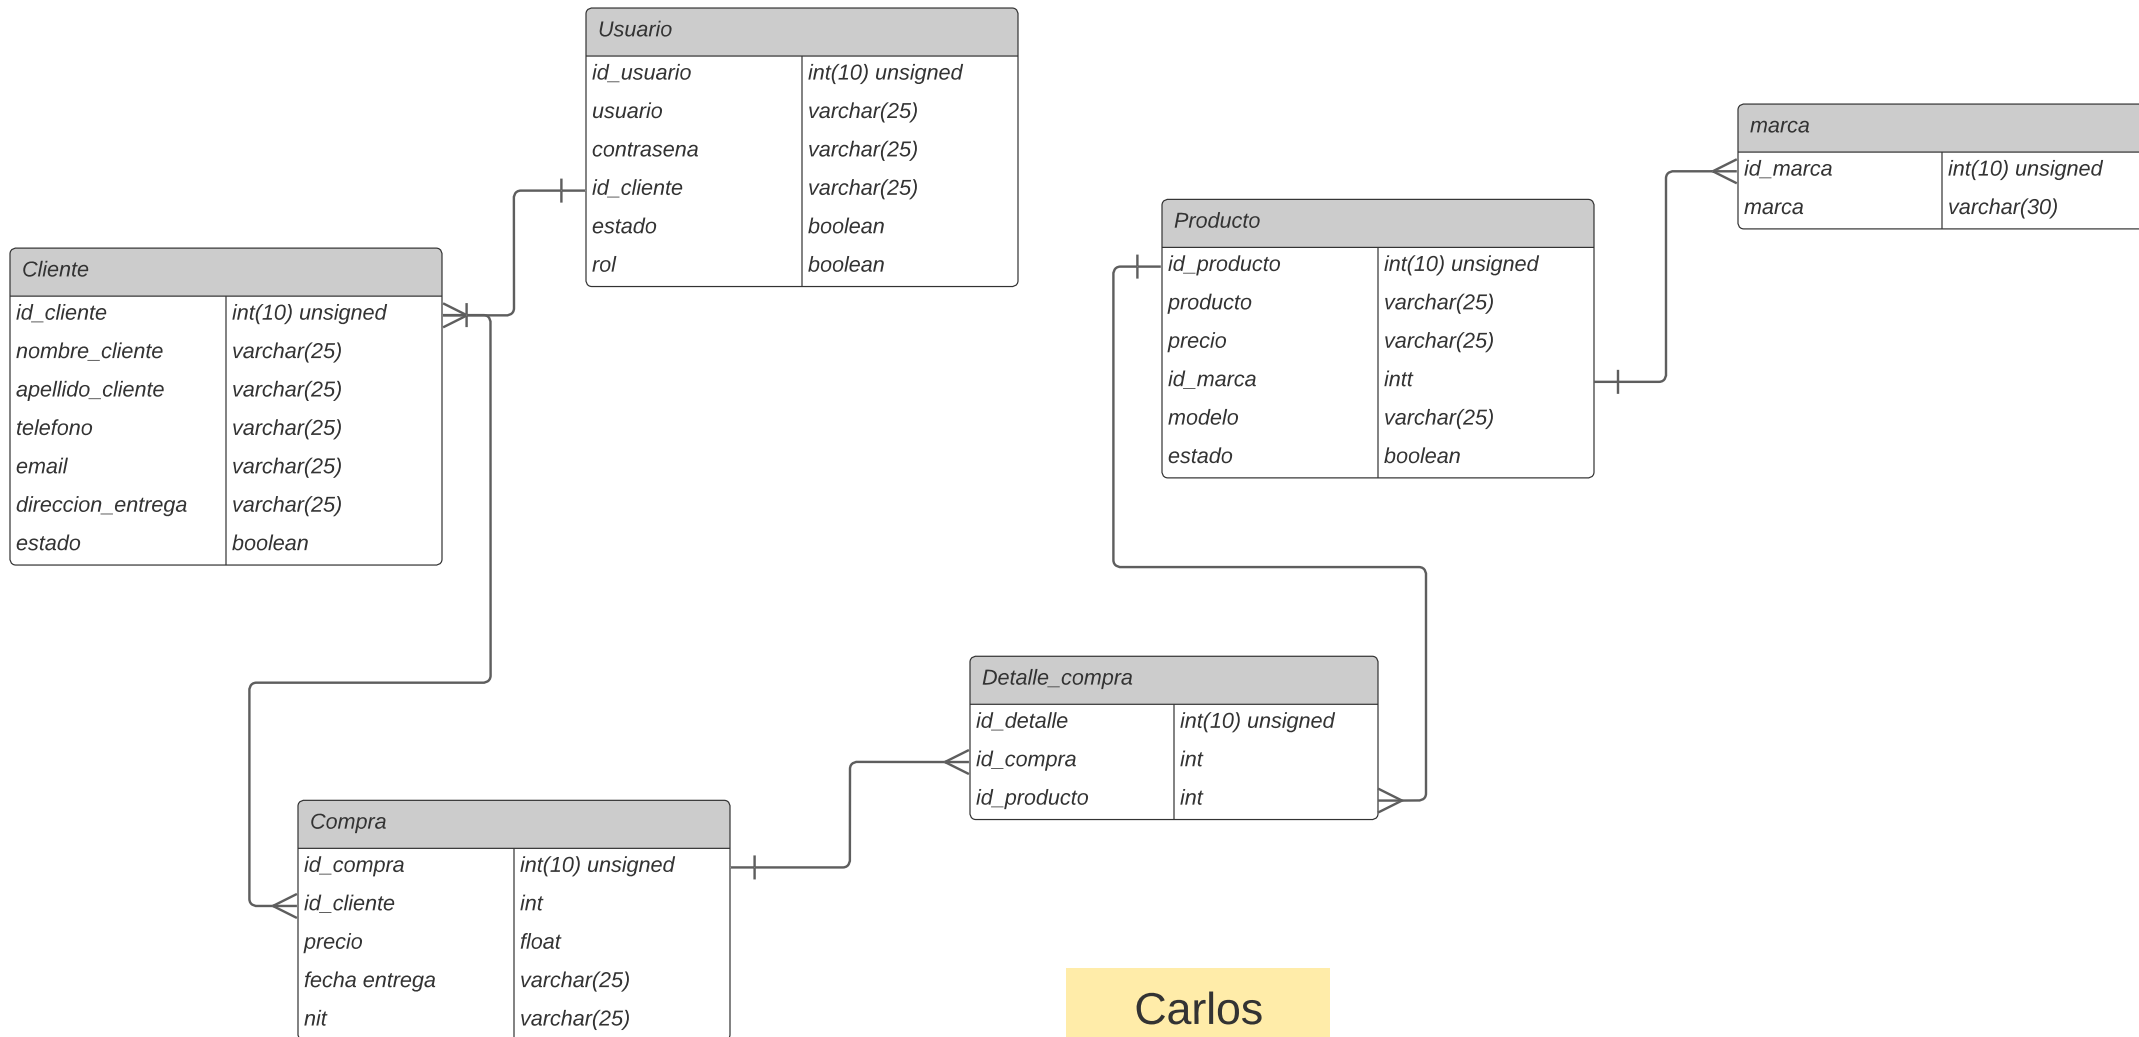 Usuario
id_usuario int(10) unsigned
usuario varchar(25)
contrasena varchar(25)
id_cliente varchar(25)
estado boolean
rol boolean
marca
id_marca int(10) unsigned
marca varchar(30)
Producto
id_producto int(10) unsigned
producto varchar(25)
precio varchar(25)
id_marca intt
modelo varchar(25)
estado boolean
Cliente
id_cliente int(10) unsigned
nombre_cliente varchar(25)
apellido_cliente varchar(25)
telefono varchar(25)
email varchar(25)
direccion_entrega varchar(25)
estado boolean
Detalle_compra
id_detalle int(10) unsigned
id_compra int
id_producto int
Compra
id_compra int(10) unsigned
id_cliente int
precio float
fecha entrega varchar(25)
nit varchar(25)
Carlos